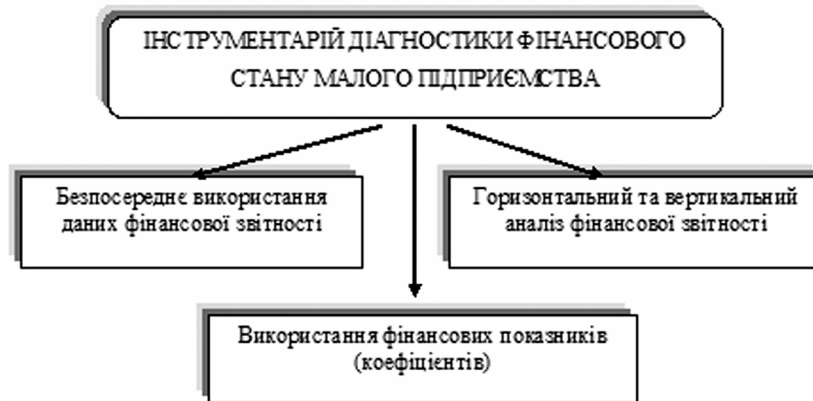 ІНСТРУМЕНТАРІЙ ДІАГНОСТИКИ ФІНАНСОВОГО
СТАНУ МАЛОГО ПІДПРИЄМСТВА
Безпосереднє використання
даних фінансової звітності
Горизонтальний та вертикальний
аналіз фінансової звітності
Використання фінансових показників
(коефіцієнтів)